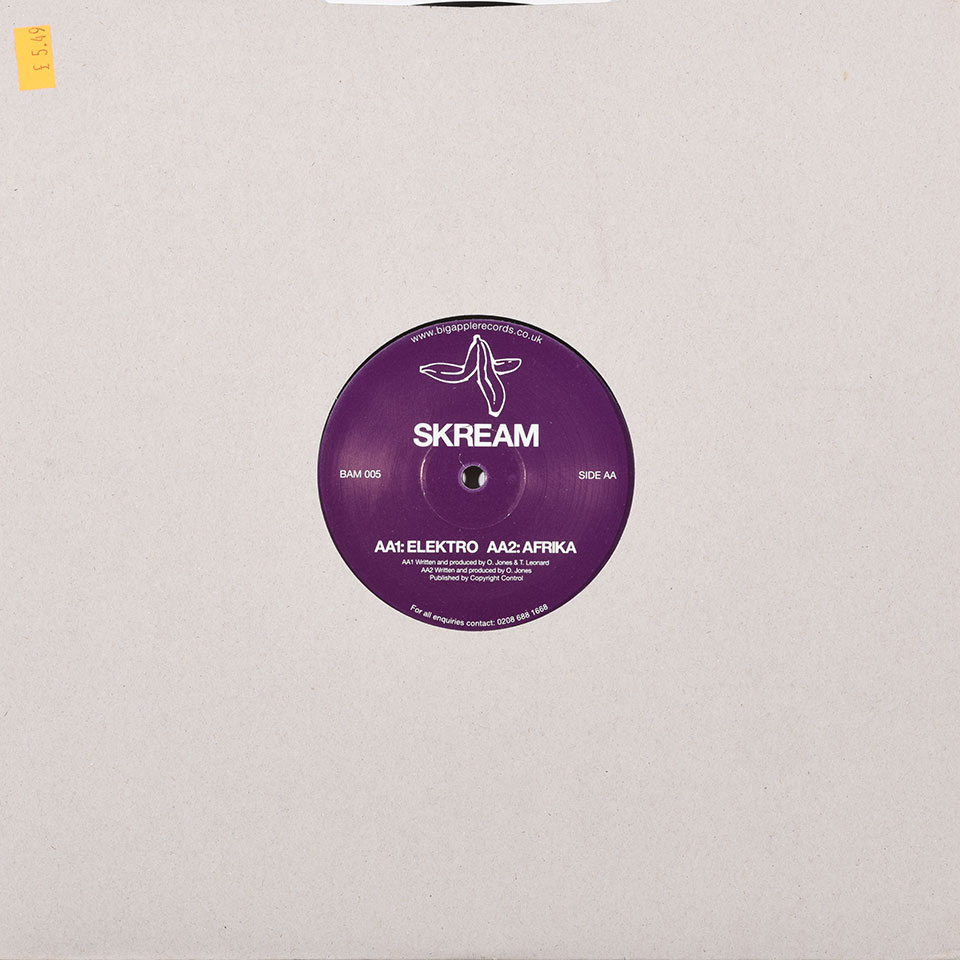 £ 5.49
www.bigapplerecords.co.uk
SKREAM
BAM 005
SIDE AA
AA1: ELEKTRO AA2: AFRIKA
AA1 Written and produced by O. Jones & T. Leonard
AA2 Written and produced by O. Jones
Published by Copyright Control
For all enquiries contact: 0208 688 1668